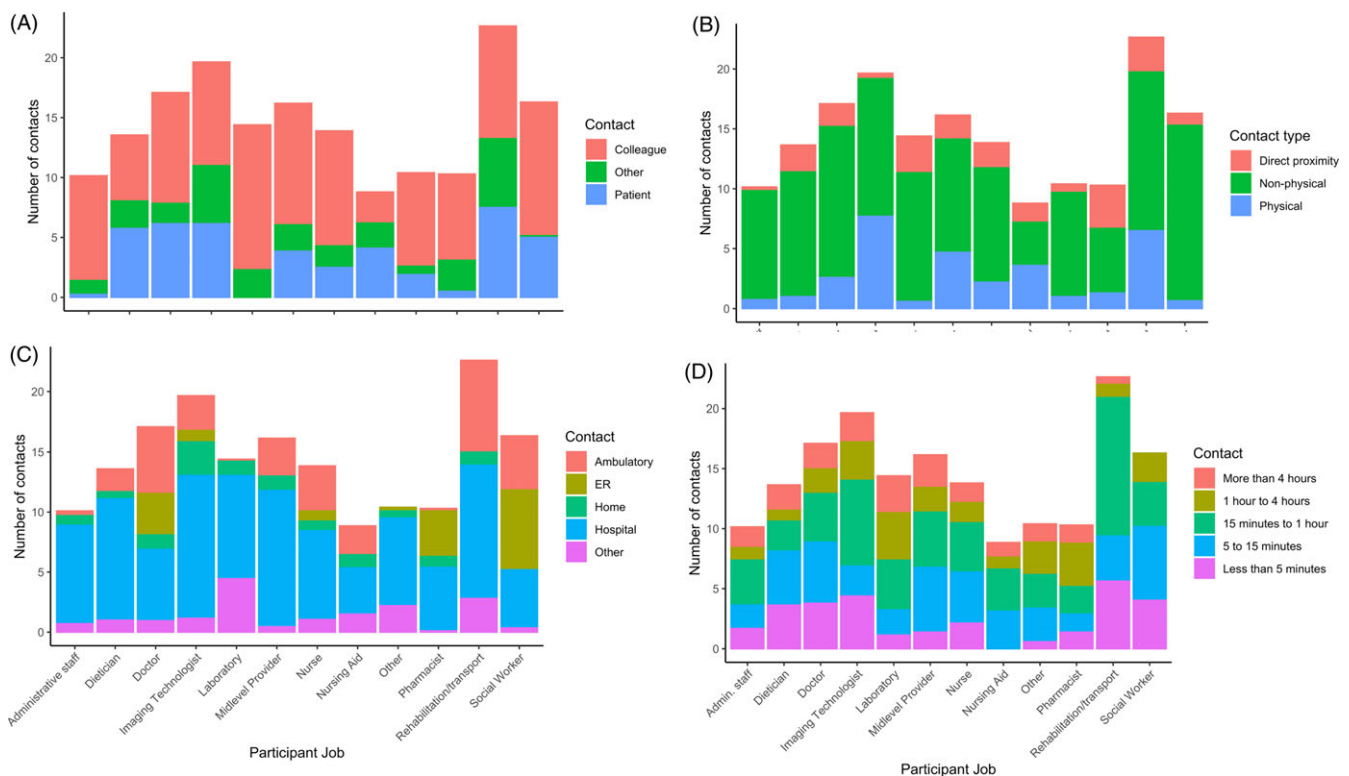 (A)
Number of contacts
20
15
10
5
0
Contact
Colleague
Other
Patient
(B)
Number of contacts
20
15
10
5
0
Contact type
Direct proximity
Non-physical
Physical
(C)
Number of contacts
20
15
10
5
0
Contact
Ambulatory
ER
Home
Hospital
Other
Administrative staff
Dietician
Doctor
Imaging Technologist
Laboratory
Midlevel Provider
Nurse
Nursing Aid
Other
Pharmacist
Rehabilitation/transport
Social Worker
Participant Job
(D)
Number of contacts
20
15
10
5
0
Contact
More than 4 hours
1 hour to 4 hours
15 minutes to 1 hour
5 to 15 minutes
Less than 5 minutes
Admin. staff
Dietician
Doctor
Imaging Technologist
Laboratory
Midlevel Provider
Nurse
Nursing Aid
Other
Pharmacist
Rehabilitation/transport
Social Worker
Participant Job